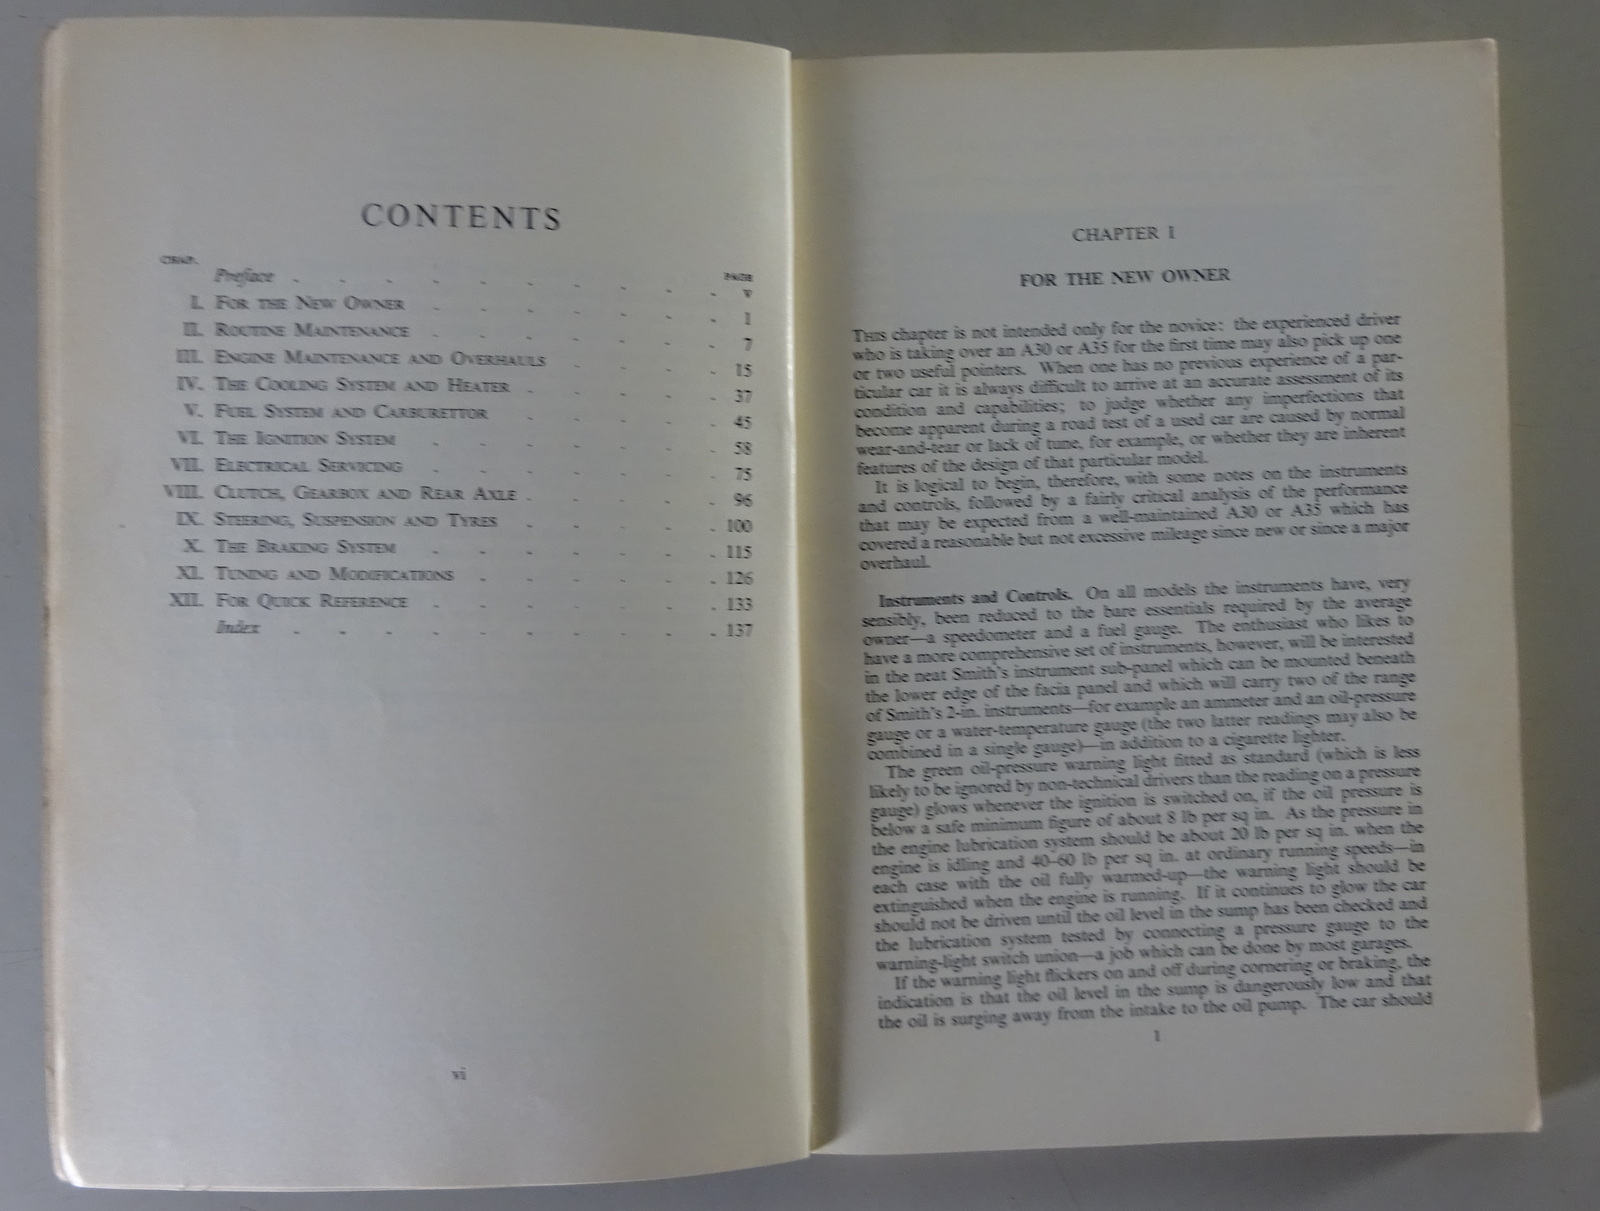 CONTENTS
CHAP.
PAGE
Preface . . . . . . . . . . v
I. FOR THE NEW OWNER . . . . . . . 1
II. ROUTINE MAINTENANCE . . . . . . . 7
III. ENGINE MAINTENANCE AND OVERHAULS . . . . 15
IV. THE COOLING SYSTEM AND HEATER . . . . . 37
V. FUEL SYSTEM AND CARBURETTOR . . . . . 45
VI. THE IGNITION SYSTEM . . . . . . . 58
VII. ELECTRICAL SERVICING . . . . . . . 75
VIII. CLUTCH, GEARBOX AND REAR AXLE . . . . . 96
IX. STEERING, SUSPENSION AND TYRES . . . . . 100
X. THE BRAKING SYSTEM . . . . . . . 115
XI. TUNING AND MODIFICATIONS . . . . . . 126
XII. FOR QUICK REFERENCE . . . . . . . 133
Index . . . . . . . . . . 137
vi
CHAPTER I
FOR THE NEW OWNER
THIS chapter is not intended only for the novice: the experienced driver
who is taking over an A30 or A35 for the first time may also pick up one
or two useful pointers. When one has no previous experience of a par-
ticular car it is always difficult to arrive at an accurate assessment of its
condition and capabilities; to judge whether any imperfections that
become apparent during a road test of a used car are caused by normal
wear-and-tear or lack of tune, for example, or whether they are inherent
features of the design of that particular model.
It is logical to begin, therefore, with some notes on the instruments
and controls, followed by a fairly critical analysis of the performance
that may be expected from a well-maintained A30 or A35 which has
covered a reasonable but not excessive mileage since new or since a major
overhaul.
Instruments and Controls. On all models the instruments have, very
sensibly, been reduced to the bare essentials required by the average
owner—a speedometer and a fuel gauge. The enthusiast who likes to
have a more comprehensive set of instruments, however, will be interested
in the neat Smith's instrument sub-panel which can be mounted beneath
the lower edge of the facia panel and which will carry two of the range
of Smith's 2-in. instruments—for example an ammeter and an oil-pressure
gauge or a water-temperature gauge (the two latter readings may also be
combined in a single gauge)—in addition to a cigarette lighter.
The green oil-pressure warning light fitted as standard (which is less
likely to be ignored by non-technical drivers than the reading on a pressure
gauge) glows whenever the ignition is switched on, if the oil pressure is
below a safe minimum figure of about 8 lb per sq in. As the pressure in
the engine lubrication system should be about 20 lb per sq in. when the
engine is idling and 40–60 lb per sq in. at ordinary running speeds—in
each case with the oil fully warmed-up—the warning light should be
extinguished when the engine is running. If it continues to glow the car
should not be driven until the oil level in the sump has been checked and
the lubrication system tested by connecting a pressure gauge to the
warning-light switch union—a job which can be done by most garages.
If the warning light flickers on and off during cornering or braking, the
indication is that the oil level in the sump is dangerously low and that
the oil is surging away from the intake to the oil pump. The car should
1